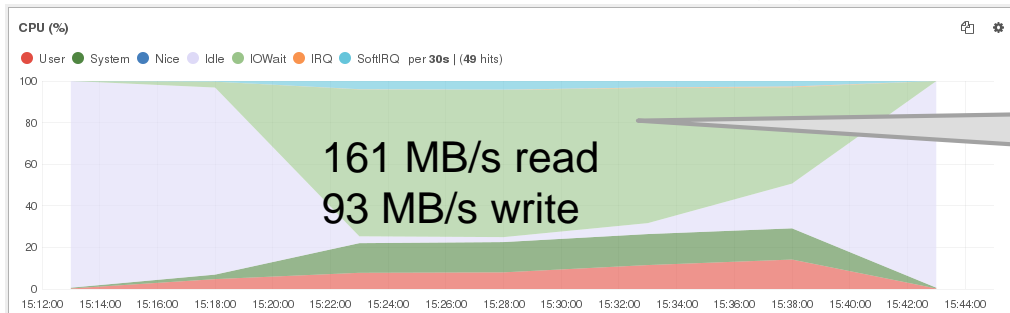 CPU (%)
User System Nice Idle IOWait IRQ SoftIRQ per 30s | (49 hits)
100
80
60
40
20
0
161 MB/s read
93 MB/s write
15:12:00 15:14:00 15:16:00 15:18:00 15:20:00 15:22:00 15:24:00 15:26:00 15:28:00 15:30:00 15:32:00 15:34:00 15:36:00 15:38:00 15:40:00 15:42:00 15:44:00